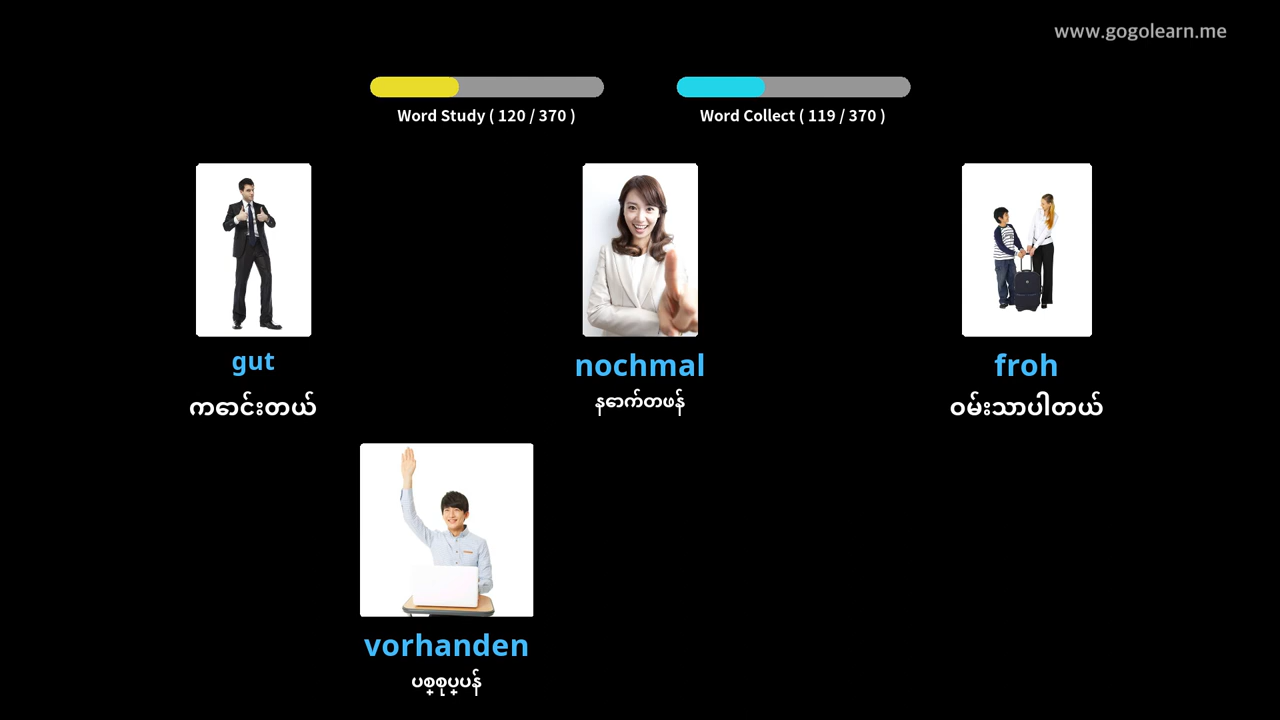 www.gogolearn.me
Word Study ( 120 / 370 )
Word Collect ( 119 / 370 )
gut
nochmal
froh
ကောင်းတယ်
နောက်တဖန်
ဝမ်းသာပါတယ်
vorhanden
ပစ္စုပ္ပန်